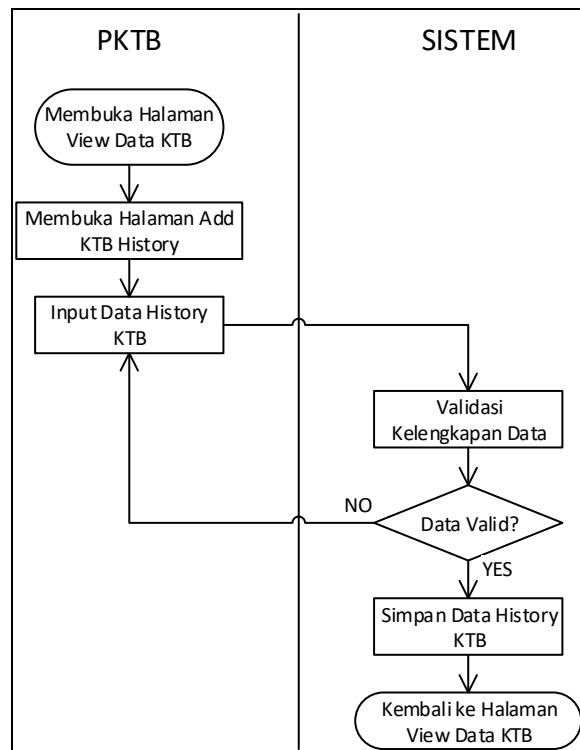 PKTB
SISTEM
Membuka Halaman
View Data KTB
Membuka Halaman Add
KTB History
Input Data History
KTB
Validasi
Kelengkapan Data
NO
Data Valid?
YES
Simpan Data History
KTB
Kembali ke Halaman
View Data KTB